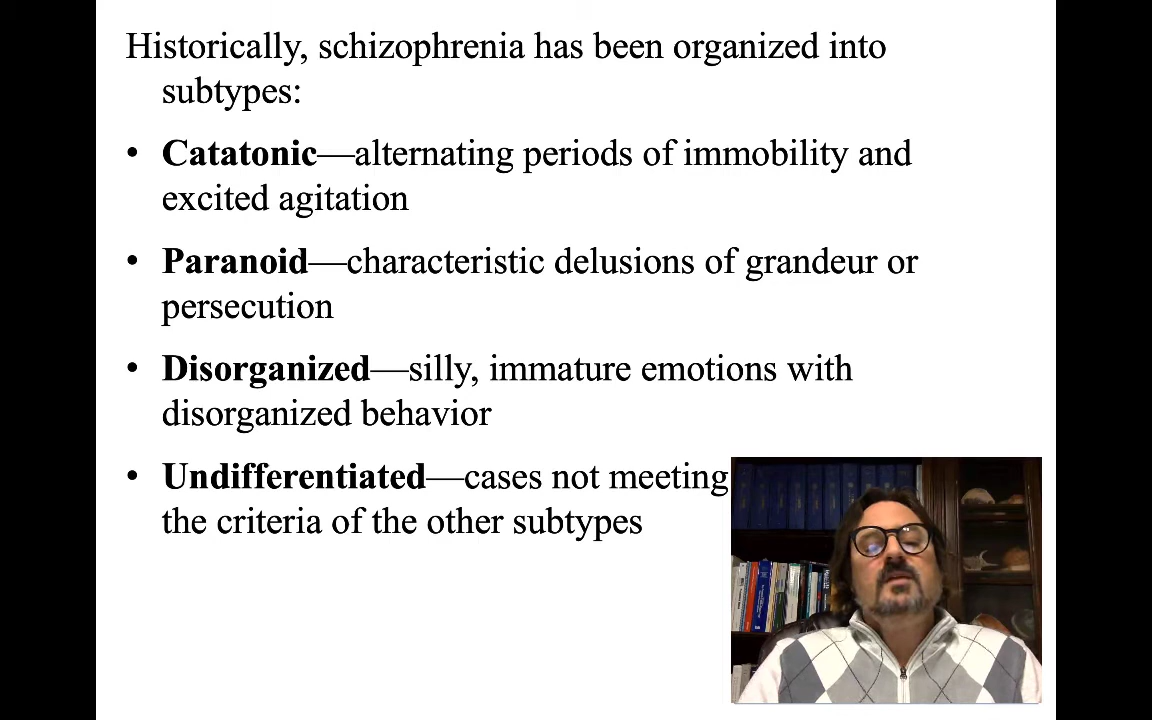 Historically, schizophrenia has been organized into
subtypes:
• Catatonic—alternating periods of immobility and
excited agitation
• Paranoid—characteristic delusions of grandeur or
persecution
• Disorganized—silly, immature emotions with
disorganized behavior
• Undifferentiated—cases not meeting
the criteria of the other subtypes